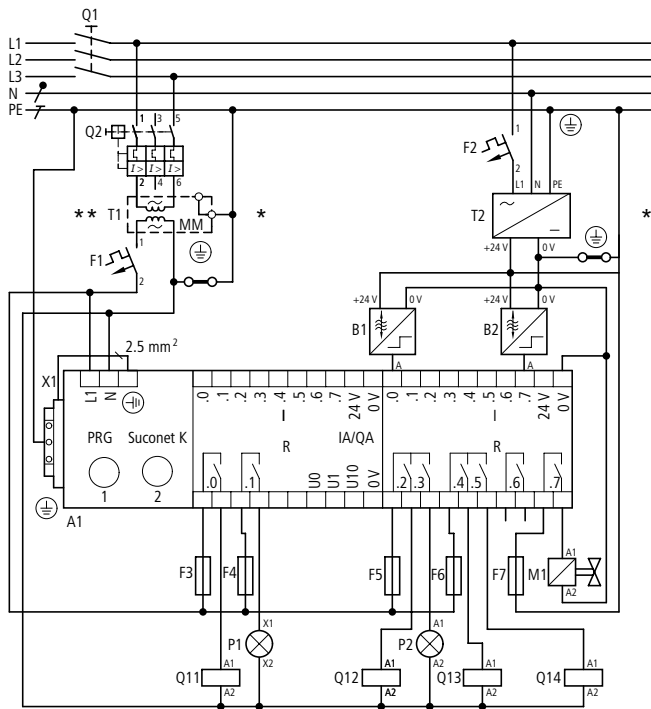 Q1
L1
L2
L3
N
PE
1 3 5
Q2
I> I> I>
2 4 6
F2
1
2
L1 N PE
T2
+24 V 0 V
** T1 MM * *
F1
1
2
+24 V 0 V +24 V 0 V
B1 B2
A A
2.5 mm²
X1
L1 N
.0 .1 .2 .3 .4 .5 .6 .7 24 V 0 V .0 .1 .2 .3 .4 .5 .6 .7 24 V 0 V
I I
PRG Suconet K R IA/QA R
1 2
.0 .1 U0 U1 U10 0 V .2 .3 .4 .5 .6 .7
A1
F3 F4 F5 F6 F7 M1
A1
A2
P1 X1 P2 A1
X2 A2
Q11 A1 Q12 A1 Q13 A1 Q14 A1
A2 A2 A2 A2